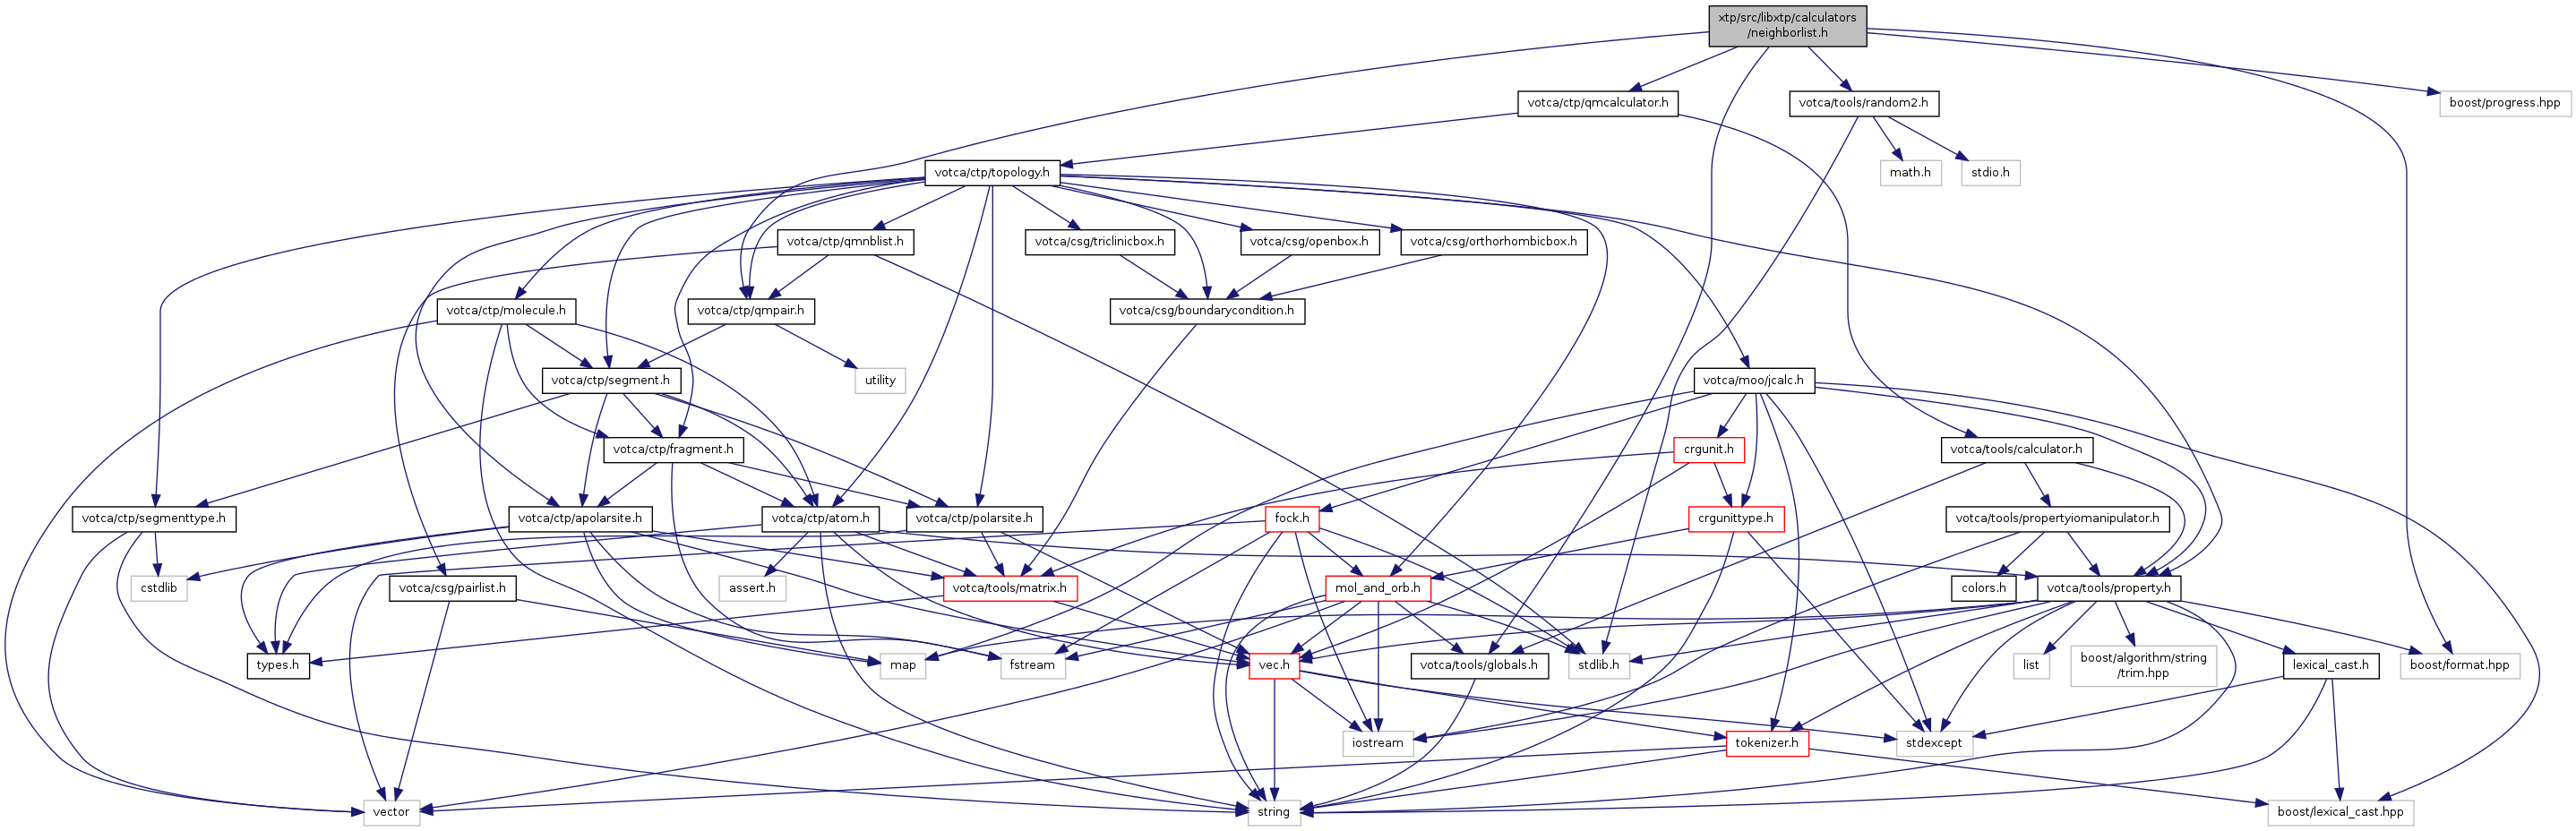 xtp/src/libxtp/calculators
/neighborlist.h
votca/ctp/qmcalculator.h
votca/tools/random2.h
boost/progress.hpp
votca/ctp/topology.h
math.h
stdio.h
votca/ctp/qmnblist.h
votca/csg/triclinicbox.h
votca/csg/openbox.h
votca/csg/orthorhombicbox.h
votca/ctp/molecule.h
votca/ctp/qmpair.h
votca/csg/boundarycondition.h
votca/ctp/segment.h
utility
votca/moo/jcalc.h
votca/ctp/fragment.h
crgunit.h
votca/tools/calculator.h
votca/ctp/segmenttype.h
votca/ctp/apolarsite.h
votca/ctp/atom.h
votca/ctp/polarsite.h
fock.h
crgunittype.h
votca/tools/propertyiomanipulator.h
cstdlib
votca/csg/pairlist.h
assert.h
votca/tools/matrix.h
mol_and_orb.h
colors.h
votca/tools/property.h
types.h
map
fstream
vec.h
votca/tools/globals.h
stdlib.h
list
boost/algorithm/string
/trim.hpp
lexical_cast.h
boost/format.hpp
iostream
tokenizer.h
stdexcept
vector
string
boost/lexical_cast.hpp